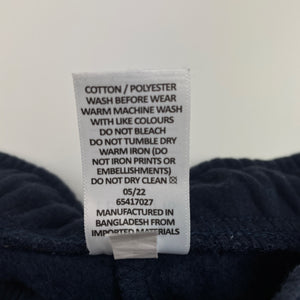 COTTON / POLYESTER
WASH BEFORE WEAR
WARM MACHINE WASH
WITH LIKE COLOURS
DO NOT BLEACH
DO NOT TUMBLE DRY
WARM IRON (DO
NOT IRON PRINTS OR
EMBELLISHMENTS)
DO NOT DRY CLEAN ☒
05/22
65417027
MANUFACTURED IN
BANGLADESH FROM
IMPORTED MATERIALS